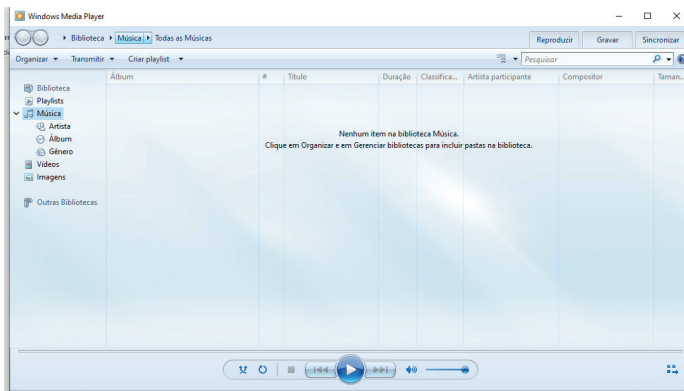 Windows Media Player
Biblioteca Música Todas as Músicas
Reproduzir Gravar Sincronizar
Organizar Transmitir Criar playlist Pesquisar
Álbum # Título Duração Classifica... Artista participante Compositor Taman...
Biblioteca
Playlists
Música
Artista
Álbum
Gênero
Vídeos
Imagens
Outras Bibliotecas
Nenhum item na biblioteca Música.
Clique em Organizar e em Gerenciar bibliotecas para incluir pastas na biblioteca.